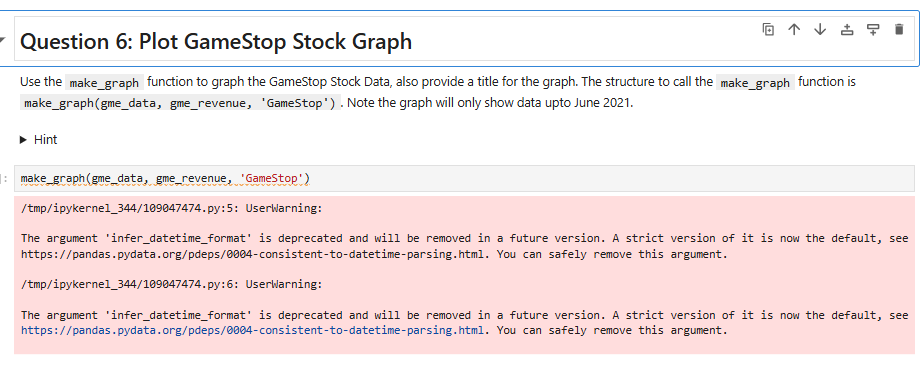 Question 6: Plot GameStop Stock Graph
Use the make_graph function to graph the GameStop Stock Data, also provide a title for the graph. The structure to call the make_graph function is
make_graph(gme_data, gme_revenue, 'GameStop'). Note the graph will only show data upto June 2021.
Hint
]: make_graph(gme_data, gme_revenue, 'GameStop')
/tmp/ipykernel_344/109047474.py:5: UserWarning:
The argument 'infer_datetime_format' is deprecated and will be removed in a future version. A strict version of it is now the default, see
https://pandas.pydata.org/pdeps/0004-consistent-to-datetime-parsing.html. You can safely remove this argument.
/tmp/ipykernel_344/109047474.py:6: UserWarning:
The argument 'infer_datetime_format' is deprecated and will be removed in a future version. A strict version of it is now the default, see
https://pandas.pydata.org/pdeps/0004-consistent-to-datetime-parsing.html. You can safely remove this argument.